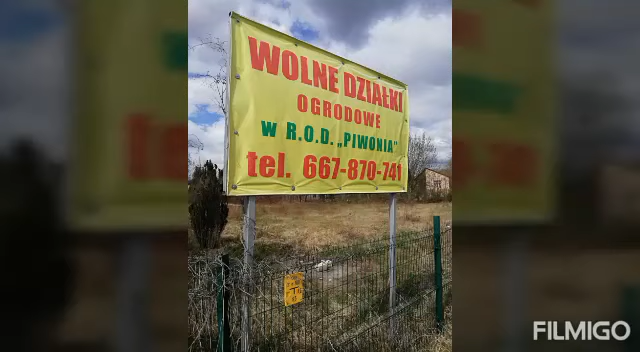 WOLNE DZIAŁKI
OGRODOWE
W R.O.D. „PIWONIA”
tel. 667-870-741
FILMIGO